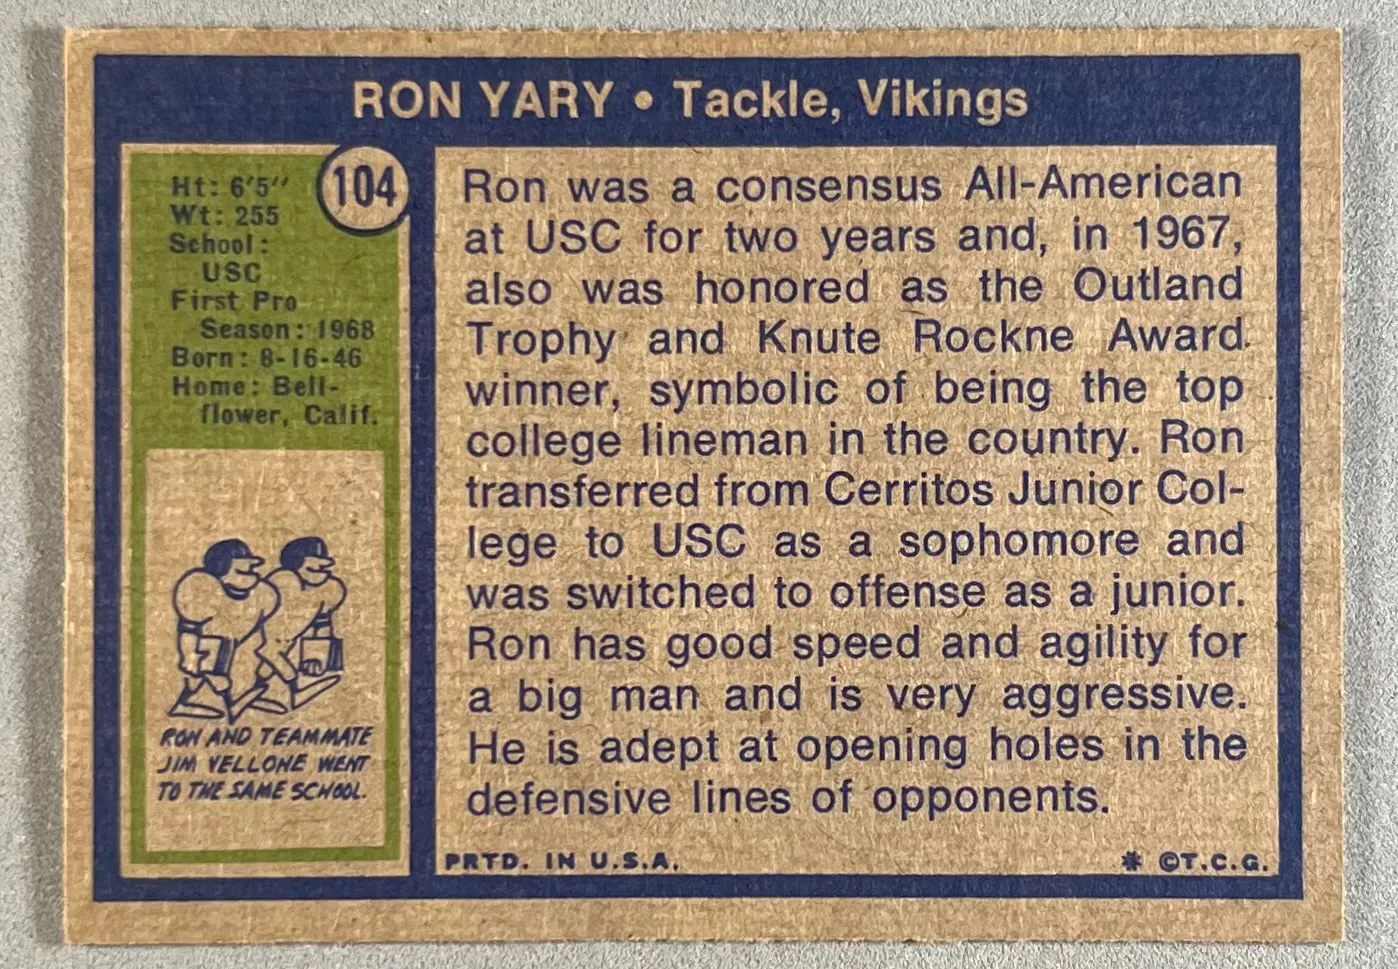 RON YARY • Tackle, Vikings
104
Ht: 6'5"
Wt: 255
School:
USC
First Pro
Season: 1968
Born: 8-16-46
Home: Bell-
flower, Calif.
RON AND TEAMMATE
JIM VELLONE WENT
TO THE SAME SCHOOL.
Ron was a consensus All-American
at USC for two years and, in 1967,
also was honored as the Outland
Trophy and Knute Rockne Award
winner, symbolic of being the top
college lineman in the country. Ron
transferred from Cerritos Junior Col-
lege to USC as a sophomore and
was switched to offense as a junior.
Ron has good speed and agility for
a big man and is very aggressive.
He is adept at opening holes in the
defensive lines of opponents.
PRTD. IN U.S.A.
* ©T.C.G.